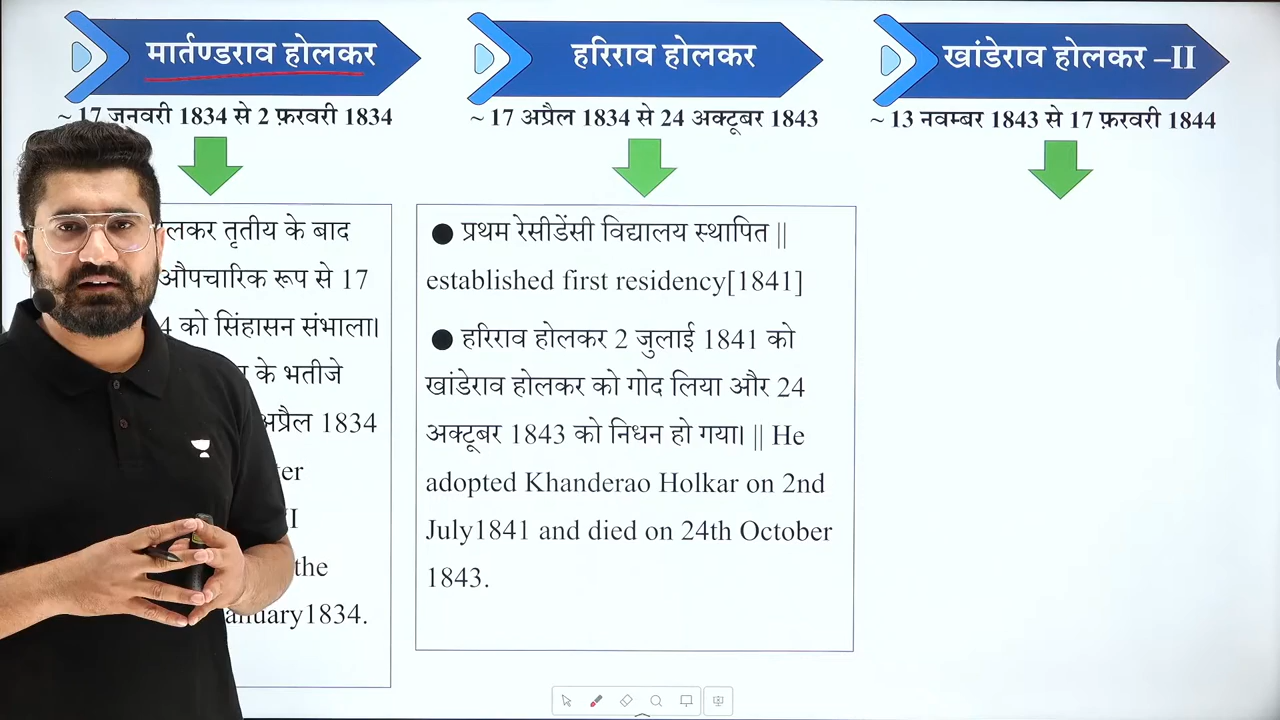 मार्तण्डराव होलकर
~ 17 जनवरी 1834 से 2 फ़रवरी 1834
लकर तृतीय के बाद
औपचारिक रूप से 17
4 को सिंहासन संभाला।
के भतीजे
अप्रैल 1834
the
anuary1834.
हरिराव होलकर
~ 17 अप्रैल 1834 से 24 अक्टूबर 1843
● प्रथम रेसीडेंसी विद्यालय स्थापित ||
established first residency[1841]
● हरिराव होलकर 2 जुलाई 1841 को
खांडेराव होलकर को गोद लिया और 24
अक्टूबर 1843 को निधन हो गया। || He
adopted Khanderao Holkar on 2nd
July1841 and died on 24th October
1843.
खांडेराव होलकर –II
~ 13 नवम्बर 1843 से 17 फ़रवरी 1844